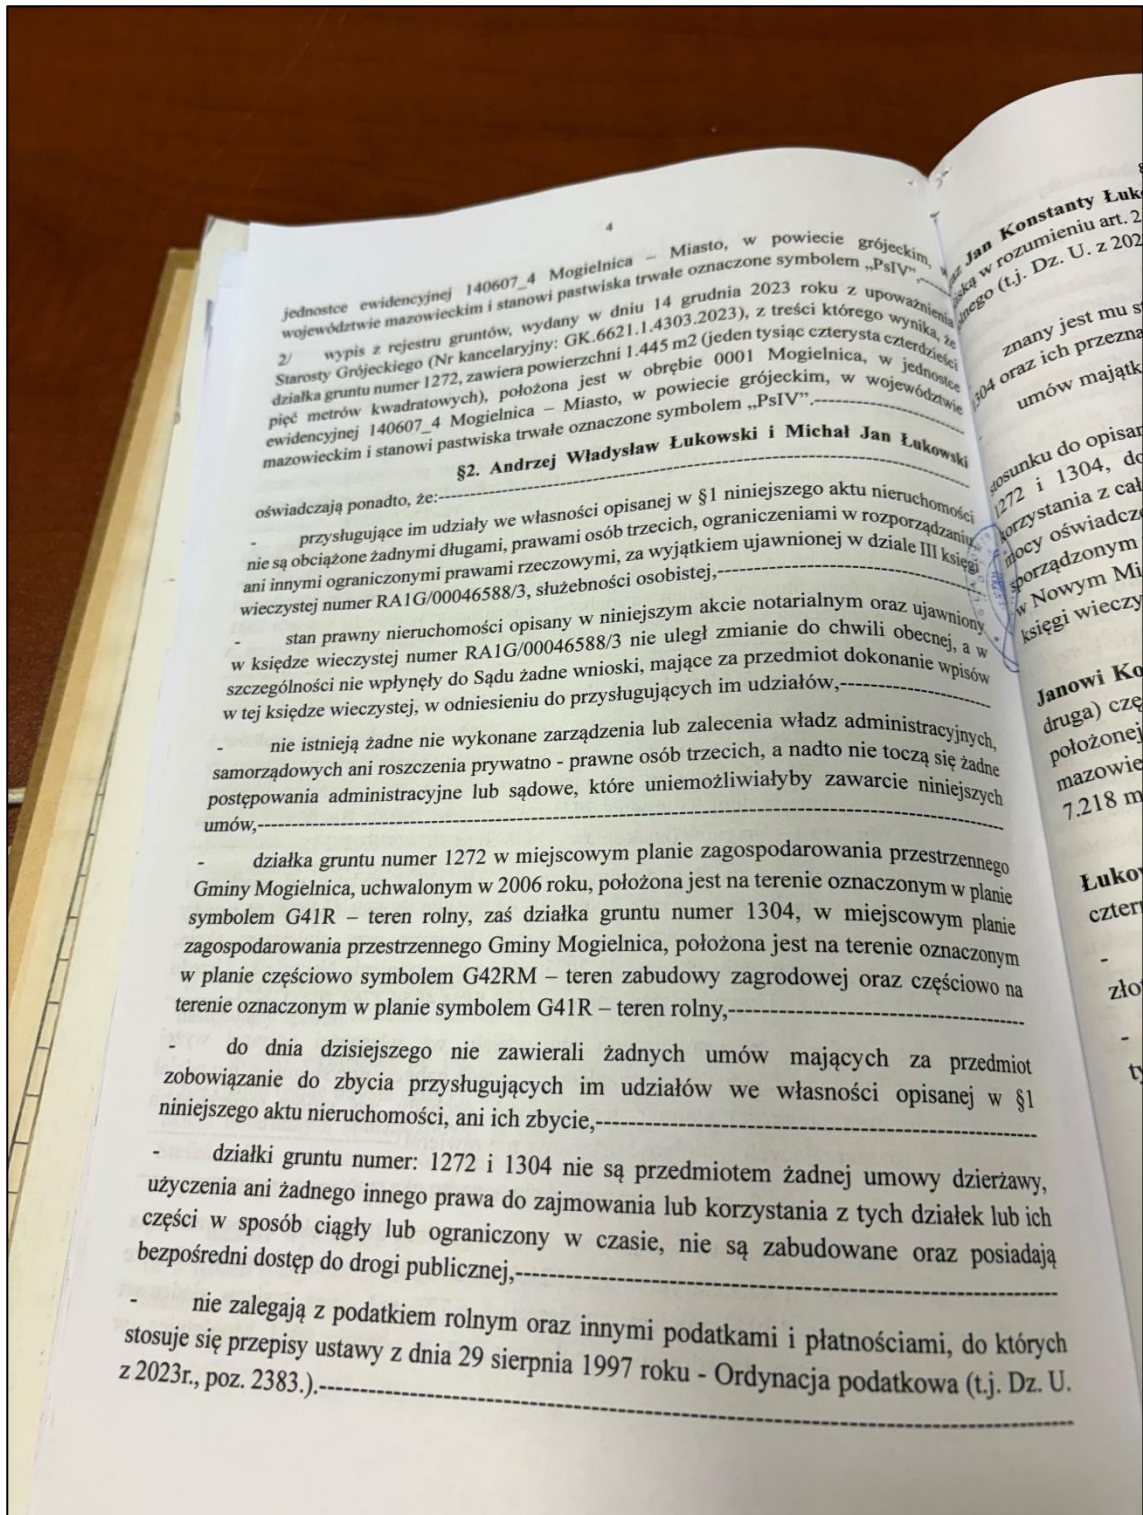 4
jednostce ewidencyjnej 140607_4 Mogielnica – Miasto, w powiecie grójeckim, w
województwie mazowieckim i stanowi pastwiska trwałe oznaczone symbolem „PsIV",----
2/ wypis z rejestru gruntów, wydany w dniu 14 grudnia 2023 roku z upoważnienia
Starosty Grójeckiego (Nr kancelaryjny: GK.6621.1.4303.2023), z treści którego wynika, że
działka gruntu numer 1272, zawiera powierzchni 1.445 m2 (jeden tysiąc czterysta czterdzieści
pięć metrów kwadratowych), położona jest w obrębie 0001 Mogielnica, w jednostce
ewidencyjnej 140607_4 Mogielnica – Miasto, w powiecie grójeckim, w województwie
mazowieckim i stanowi pastwiska trwałe oznaczone symbolem „PsIV".--------------------
§2. Andrzej Władysław Łukowski i Michał Jan Łukowski
oświadczają ponadto, że:------------------------------------------------------------
- przysługujące im udziały we własności opisanej w §1 niniejszego aktu nieruchomości
nie są obciążone żadnymi długami, prawami osób trzecich, ograniczeniami w rozporządzaniu,
ani innymi ograniczonymi prawami rzeczowymi, za wyjątkiem ujawnionej w dziale III księgi
wieczystej numer RA1G/00046588/3, służebności osobistej,--------------------------------
- stan prawny nieruchomości opisany w niniejszym akcie notarialnym oraz ujawniony
w księdze wieczystej numer RA1G/00046588/3 nie uległ zmianie do chwili obecnej, a w
szczególności nie wpłynęły do Sądu żadne wnioski, mające za przedmiot dokonanie wpisów
w tej księdze wieczystej, w odniesieniu do przysługujących im udziałów,--------------------
- nie istnieją żadne nie wykonane zarządzenia lub zalecenia władz administracyjnych,
samorządowych ani roszczenia prywatno - prawne osób trzecich, a nadto nie toczą się żadne
postępowania administracyjne lub sądowe, które uniemożliwiałyby zawarcie niniejszych
umów,--------------------------------------------------------------------------------
- działka gruntu numer 1272 w miejscowym planie zagospodarowania przestrzennego
Gminy Mogielnica, uchwalonym w 2006 roku, położona jest na terenie oznaczonym w planie
symbolem G41R – teren rolny, zaś działka gruntu numer 1304, w miejscowym planie
zagospodarowania przestrzennego Gminy Mogielnica, położona jest na terenie oznaczonym
w planie częściowo symbolem G42RM – teren zabudowy zagrodowej oraz częściowo na
terenie oznaczonym w planie symbolem G41R – teren rolny,------------------------------------
- do dnia dzisiejszego nie zawierali żadnych umów mających za przedmiot
zobowiązanie do zbycia przysługujących im udziałów we własności opisanej w §1
niniejszego aktu nieruchomości, ani ich zbycie,----------------------------------------------------
- działki gruntu numer: 1272 i 1304 nie są przedmiotem żadnej umowy dzierżawy,
użyczenia ani żadnego innego prawa do zajmowania lub korzystania z tych działek lub ich
części w sposób ciągły lub ograniczony w czasie, nie są zabudowane oraz posiadają
bezpośredni dostęp do drogi publicznej,----------------------------------------------------------------
- nie zalegają z podatkiem rolnym oraz innymi podatkami i płatnościami, do których
stosuje się przepisy ustawy z dnia 29 sierpnia 1997 roku - Ordynacja podatkowa (t.j. Dz. U.
z 2023r., poz. 2383.).----------------------------------------------------------------------------------
Jan Konstanty
w rozumieniu art. 2
(t.j. Dz. U. z 202
znany jest mu
1304 oraz ich
umów
stosunku do
1272 i 1304,
korzystania z
mocy
sporządzonym
w Nowym
księgi
Janowi
druga)
położonej
7.218 m
-
-